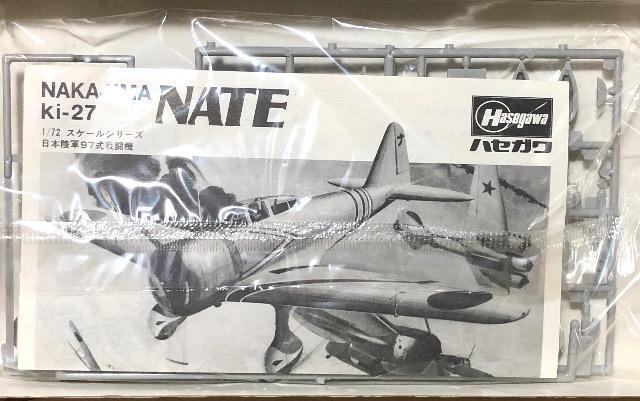 NAKAJIMA NATE
ki-27
1/72 スケールシリーズ
日本陸軍97式戦闘機
Hasegawa
ハセガワ